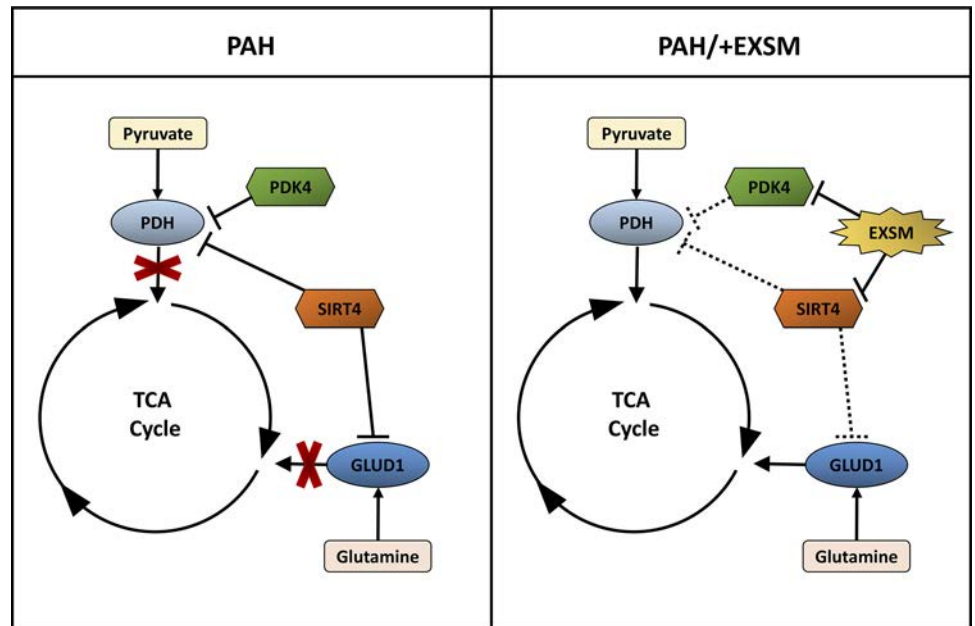 PAH
Pyruvate
PDK4
PDH
SIRT4
TCA
Cycle
GLUD1
Glutamine
PAH/+EXSM
Pyruvate
PDK4
PDH
EXSM
SIRT4
TCA
Cycle
GLUD1
Glutamine